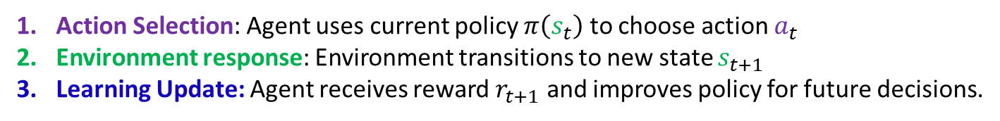 1. Action Selection: Agent uses current policy π(sₜ) to choose action aₜ
2. Environment response: Environment transitions to new state sₜ₊₁
3. Learning Update: Agent receives reward rₜ₊₁ and improves policy for future decisions.